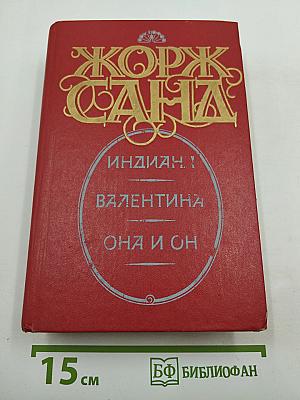 ЖОРЖ
САНД
ИНДИАНА
ВАЛЕНТИНА
ОНА И ОН
15 см
БФ БИБЛИОФАН